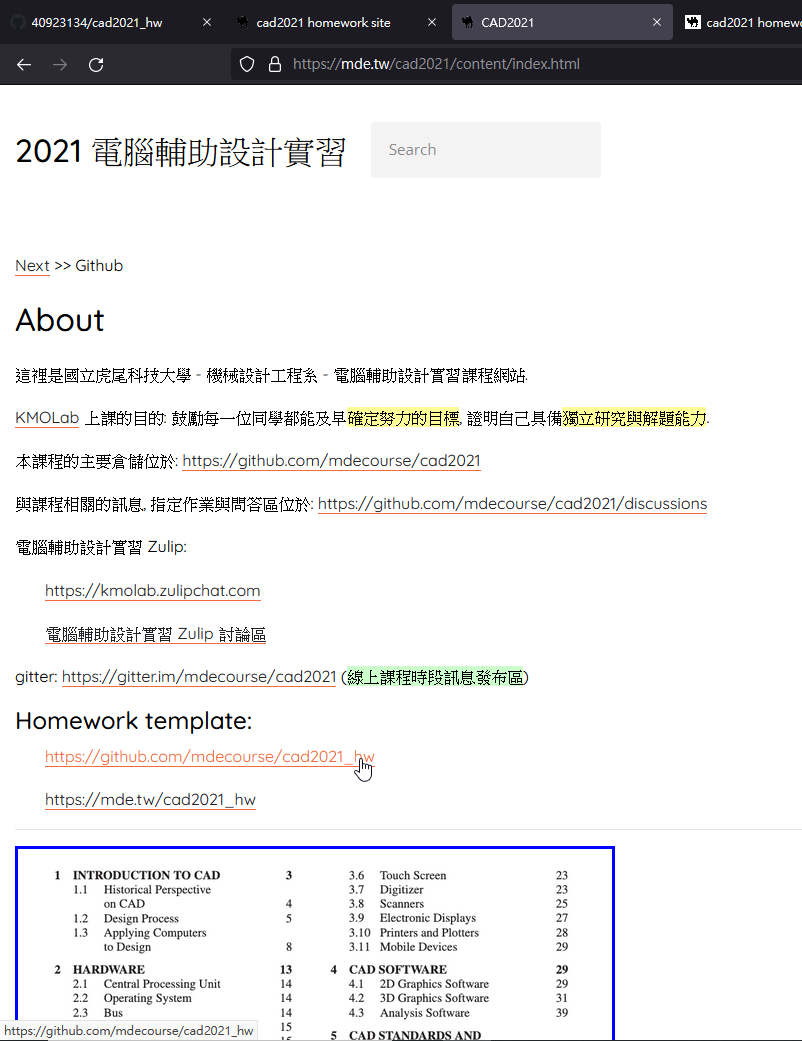 40923134/cad2021_hw
cad2021 homework site
CAD2021
cad2021 homewo
https://mde.tw/cad2021/content/index.html
2021 電腦輔助設計實習
Search
Next >> Github
About
這裡是國立虎尾科技大學 - 機械設計工程系 - 電腦輔助設計實習課程網站.
KMOLab 上課的目的: 鼓勵每一位同學都能及早確定努力的目標, 證明自己具備獨立研究與解題能力.
本課程的主要倉儲位於: https://github.com/mdecourse/cad2021
與課程相關的訊息, 指定作業與問答區位於: https://github.com/mdecourse/cad2021/discussions
電腦輔助設計實習 Zulip:
https://kmolab.zulipchat.com
電腦輔助設計實習 Zulip 討論區
gitter: https://gitter.im/mdecourse/cad2021 (線上課程時段訊息發布區)
Homework template:
https://github.com/mdecourse/cad2021_hw
https://mde.tw/cad2021_hw
1 INTRODUCTION TO CAD 3
1.1 Historical Perspective
on CAD 4
1.2 Design Process 5
1.3 Applying Computers
to Design 8
2 HARDWARE 13
2.1 Central Processing Unit 14
2.2 Operating System 14
2.3 Bus 14
15
3.6 Touch Screen 23
3.7 Digitizer 23
3.8 Scanners 25
3.9 Electronic Displays 27
3.10 Printers and Plotters 28
3.11 Mobile Devices 29
4 CAD SOFTWARE 29
4.1 2D Graphics Software 29
4.2 3D Graphics Software 31
4.3 Analysis Software 39
5 CAD STANDARDS AND
https://github.com/mdecourse/cad2021_hw